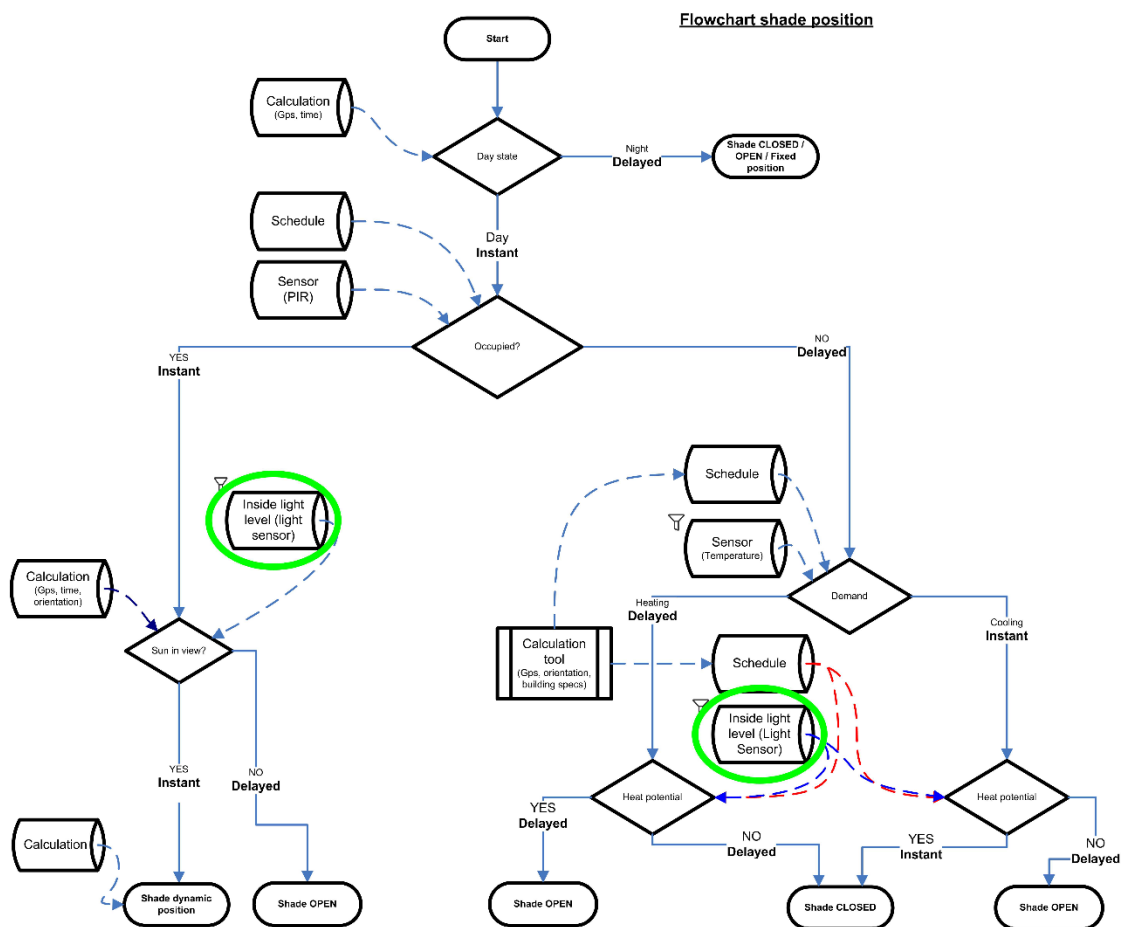 Flowchart shade position
Start
Calculation
(Gps, time)
Day state
Night
Delayed
Shade CLOSED /
OPEN / Fixed
position
Schedule
Day
Instant
Sensor
(PIR)
Occupied?
YES
Instant
NO
Delayed
Inside light
level (light
sensor)
Schedule
Sensor
(Temperature)
Calculation
(Gps, time,
orientation)
Demand
Heating
Delayed
Cooling
Instant
Sun in view?
Calculation
tool
(Gps, orientation,
building specs)
Schedule
Inside light
level (Light
Sensor)
YES
Instant
NO
Delayed
Heat potential
Heat potential
YES
Delayed
NO
Delayed
YES
Instant
NO
Delayed
Calculation
Shade dynamic
position
Shade OPEN
Shade OPEN
Shade CLOSED
Shade OPEN